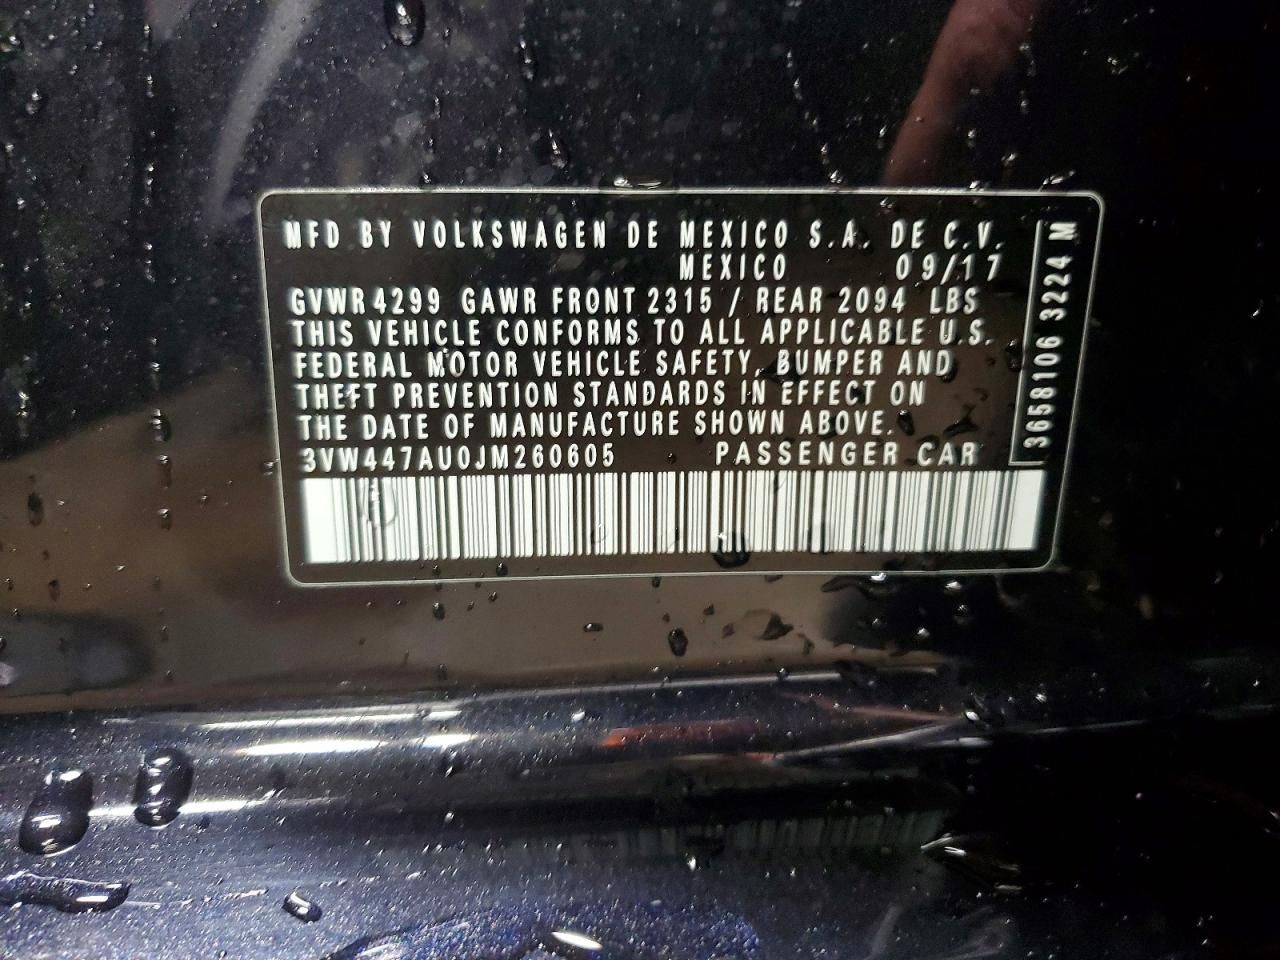 MFD BY VOLKSWAGEN DE MEXICO S.A. DE C.V.
MEXICO 09/17
GVWR 4299 GAWR FRONT 2315 / REAR 2094 LBS
THIS VEHICLE CONFORMS TO ALL APPLICABLE U.S.
FEDERAL MOTOR VEHICLE SAFETY, BUMPER AND
THEFT PREVENTION STANDARDS IN EFFECT ON
THE DATE OF MANUFACTURE SHOWN ABOVE.
3VW447AU0JM260605 PASSENGER CAR
3658106 3224 M